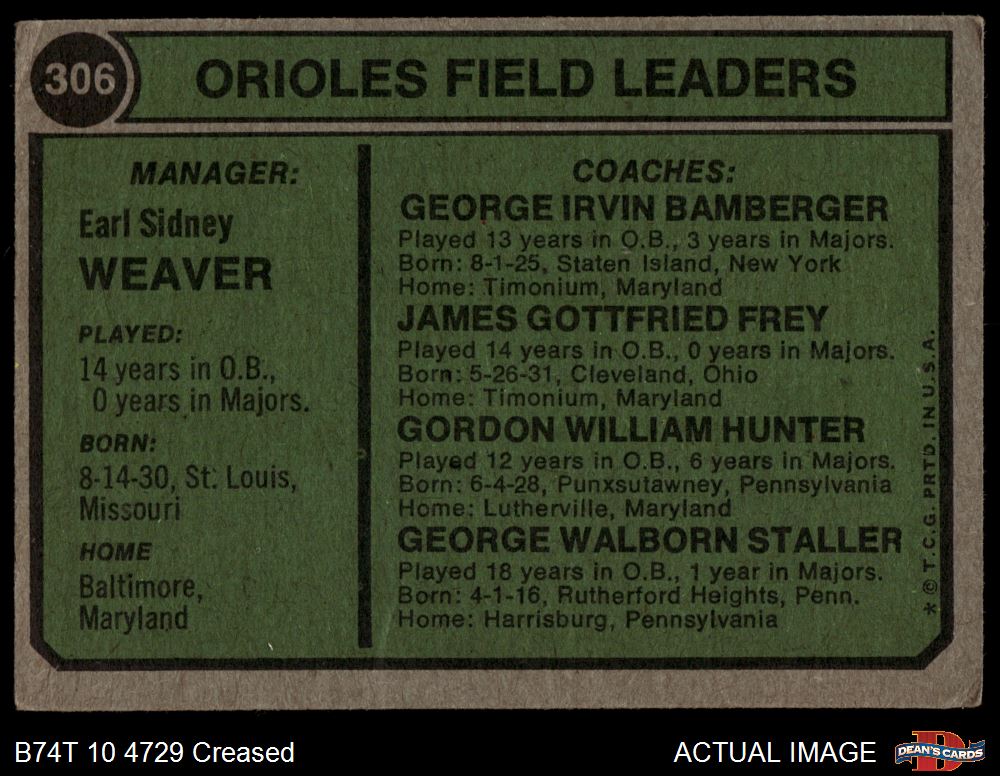 306
ORIOLES FIELD LEADERS
MANAGER:
Earl Sidney
WEAVER
PLAYED:
14 years in O.B.,
0 years in Majors.
BORN:
8-14-30, St. Louis,
Missouri
HOME
Baltimore,
Maryland
COACHES:
GEORGE IRVIN BAMBERGER
Played 13 years in O.B., 3 years in Majors.
Born: 8-1-25, Staten Island, New York
Home: Timonium, Maryland
JAMES GOTTFRIED FREY
Played 14 years in O.B., 0 years in Majors.
Born: 5-26-31, Cleveland, Ohio
Home: Timonium, Maryland
GORDON WILLIAM HUNTER
Played 12 years in O.B., 6 years in Majors.
Born: 6-4-28, Punxsutawney, Pennsylvania
Home: Lutherville, Maryland
GEORGE WALBORN STALLER
Played 18 years in O.B., 1 year in Majors.
Born: 4-1-16, Rutherford Heights, Penn.
Home: Harrisburg, Pennsylvania
* © T.C.G. PRTD. IN U.S.A.
B74T 10 4729 Creased
ACTUAL IMAGE
D
DEAN'S CARDS